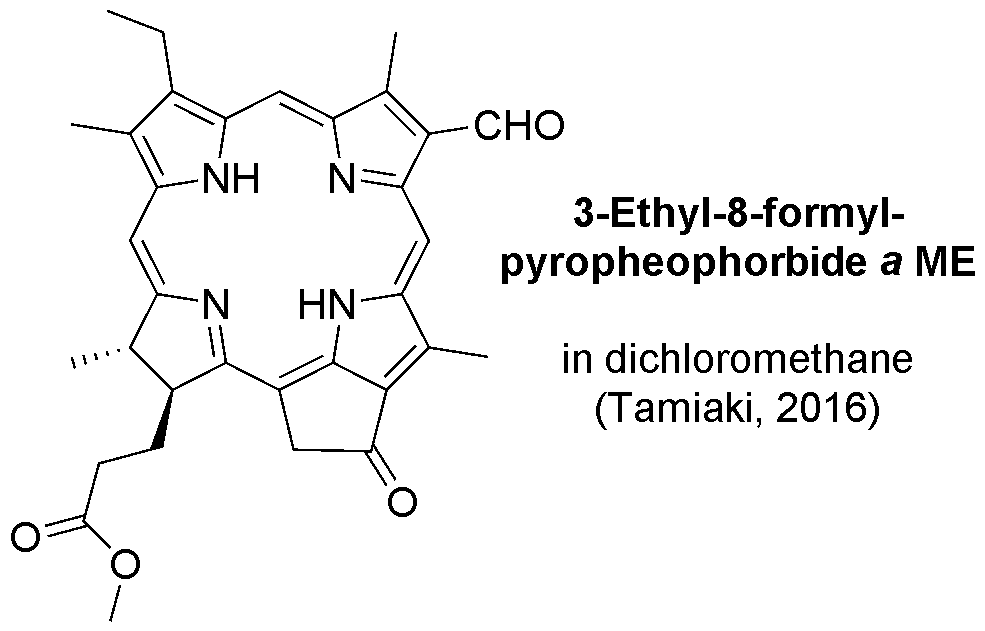 CHO
NH
N
N
HN
O
O
O
3-Ethyl-8-formyl-
pyropheophorbide a ME
in dichloromethane
(Tamiaki, 2016)